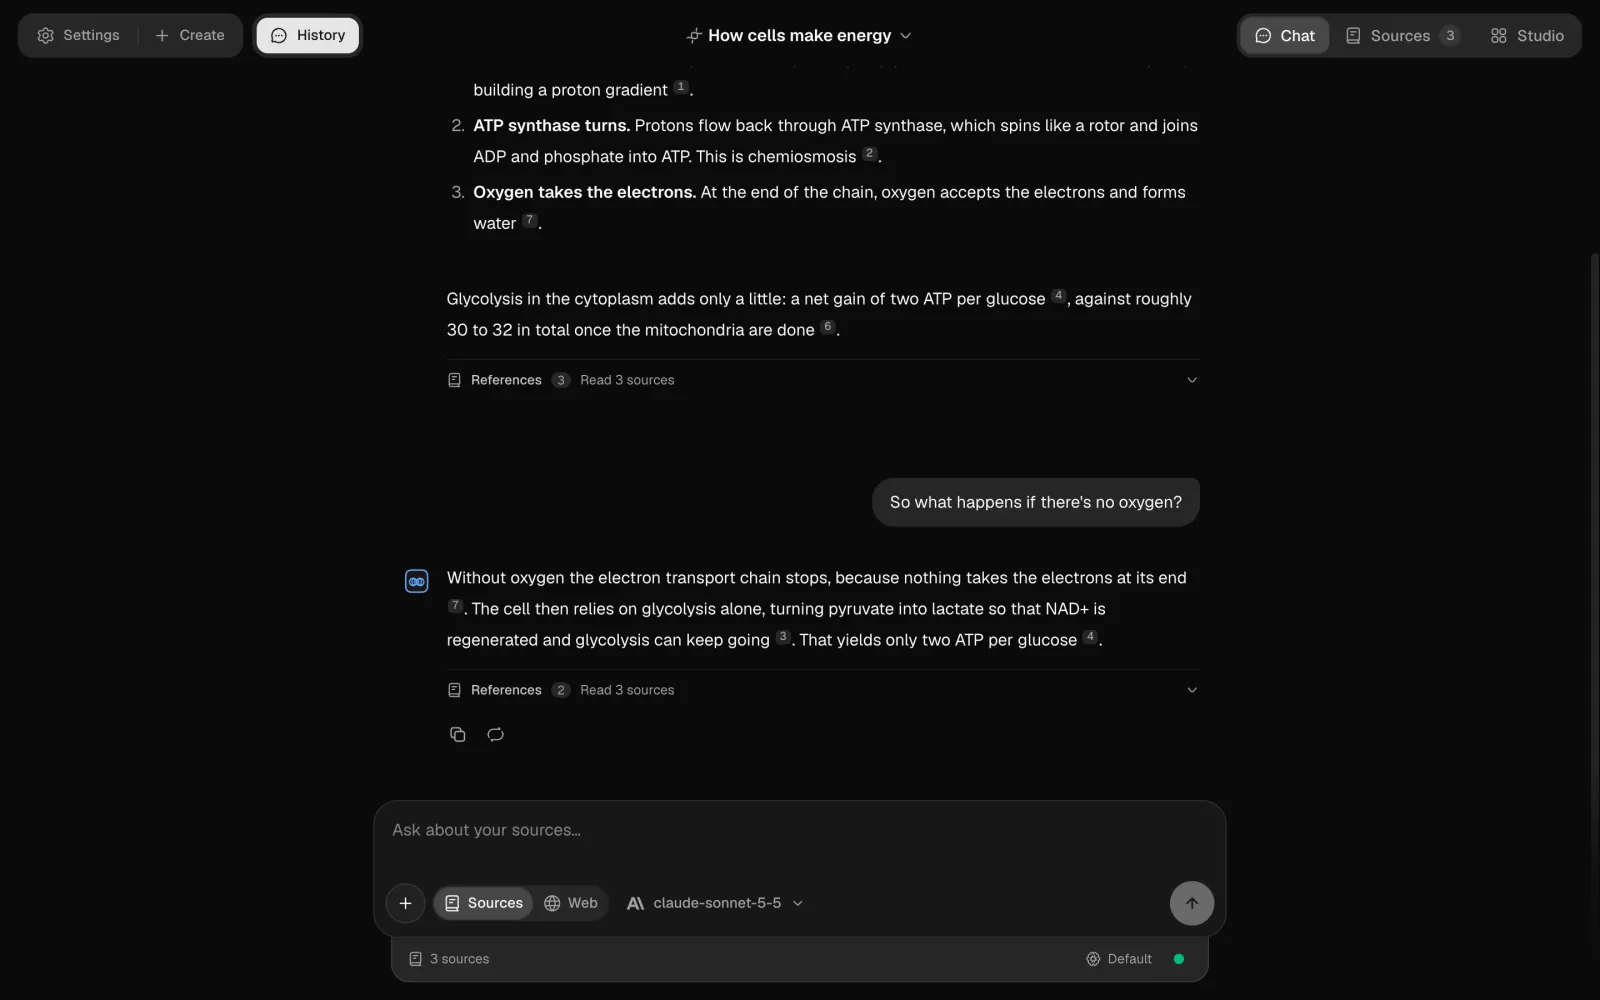 Settings
Create
History
How cells make energy
Chat
Sources 3
Studio
building a proton gradient 1.
2. ATP synthase turns. Protons flow back through ATP synthase, which spins like a rotor and joins
ADP and phosphate into ATP. This is chemiosmosis 2.
3. Oxygen takes the electrons. At the end of the chain, oxygen accepts the electrons and forms
water 7.
Glycolysis in the cytoplasm adds only a little: a net gain of two ATP per glucose 4, against roughly
30 to 32 in total once the mitochondria are done 6.
References 3 Read 3 sources
So what happens if there's no oxygen?
Without oxygen the electron transport chain stops, because nothing takes the electrons at its end
7. The cell then relies on glycolysis alone, turning pyruvate into lactate so that NAD+ is
regenerated and glycolysis can keep going 3. That yields only two ATP per glucose 4.
References 2 Read 3 sources
Ask about your sources...
Sources
Web
claude-sonnet-5-5
3 sources
Default